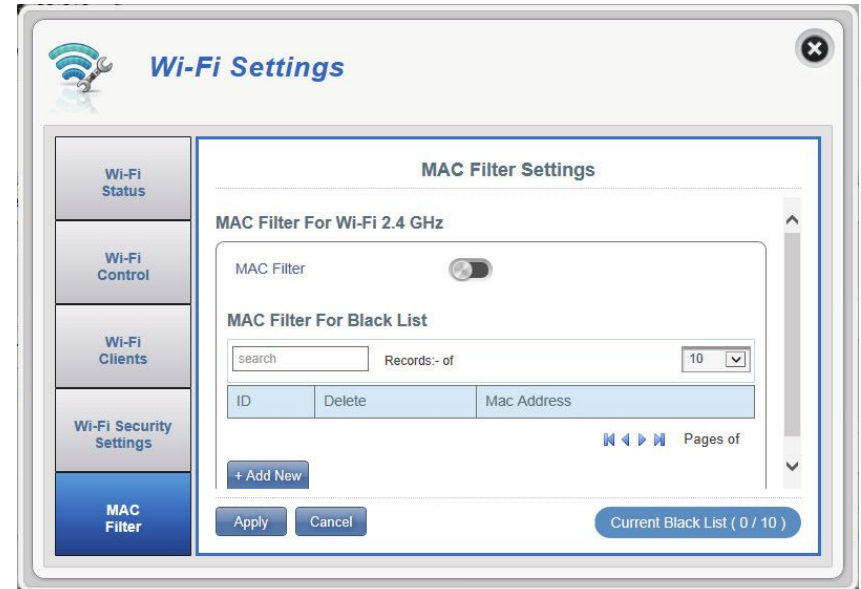 Wi-Fi Settings
Wi-Fi
Status
Wi-Fi
Control
Wi-Fi
Clients
Wi-Fi Security
Settings
MAC
Filter
MAC Filter Settings
MAC Filter For Wi-Fi 2.4 GHz
MAC Filter
MAC Filter For Black List
search Records:- of 10
ID Delete Mac Address
Pages of
+ Add New
Apply Cancel Current Black List ( 0 / 10 )